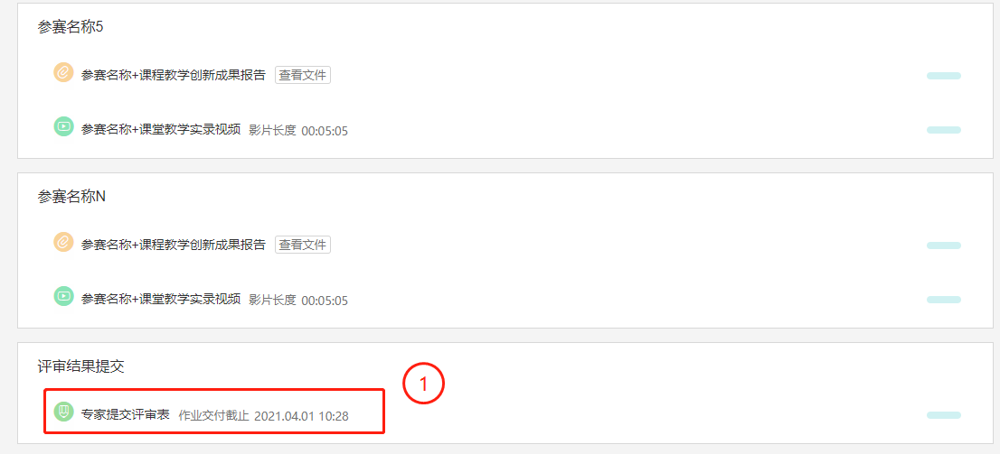 参赛名称5
参赛名称+课程教学创新成果报告 查看文件
参赛名称+课堂教学实录视频 影片长度 00:05:05
参赛名称N
参赛名称+课程教学创新成果报告 查看文件
参赛名称+课堂教学实录视频 影片长度 00:05:05
评审结果提交
1
专家提交评审表 作业交付截止 2021.04.01 10:28